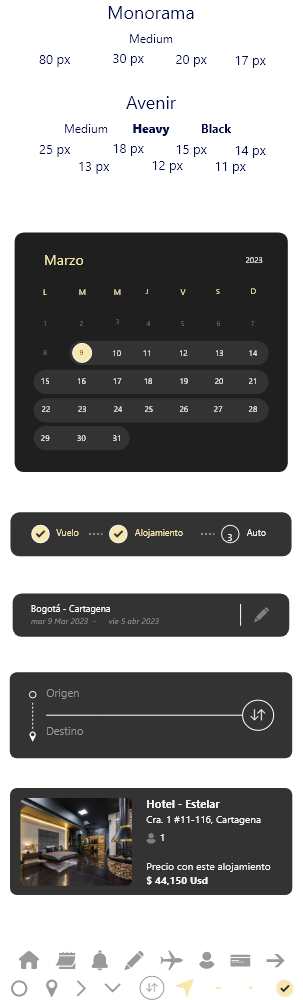 Monorama
Medium
80 px 30 px 20 px 17 px
Avenir
Medium Heavy Black
25 px 18 px 15 px 14 px
13 px 12 px 11 px
Marzo 2023
L M M J V S D
1 2 3 4 5 6 7
8 9 10 11 12 13 14
15 16 17 18 19 20 21
22 23 24 25 26 27 28
29 30 31
Vuelo Alojamiento 3 Auto
Bogotá - Cartagena
mar 9 Mar 2023 - vie 5 abr 2023
Origen
Destino
Hotel - Estelar
Cra. 1 #11-116, Cartagena
1
Precio con este alojamiento
$ 44,150 Usd